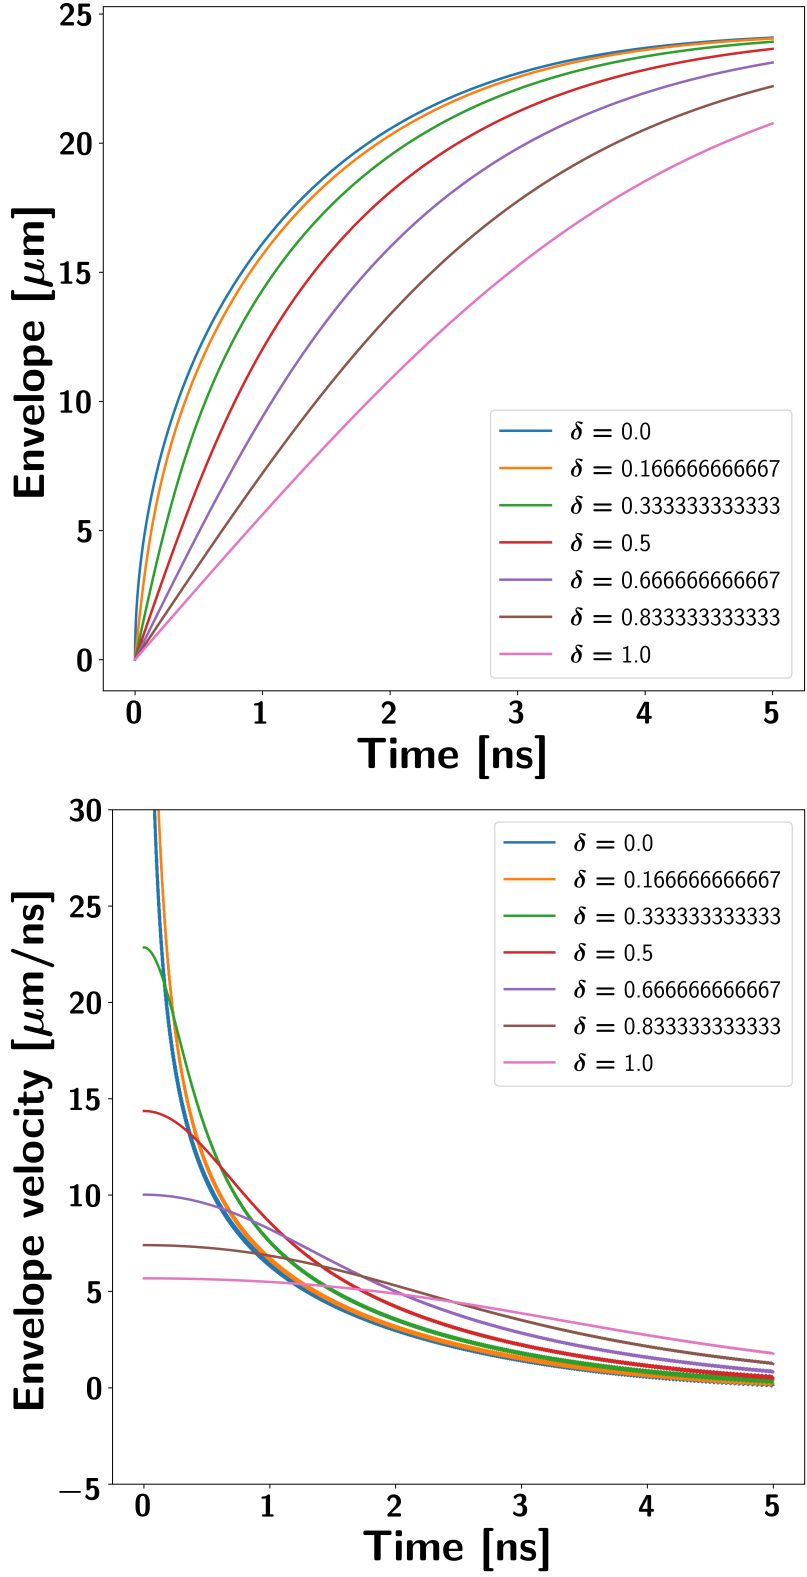 25
20
15
10
5
0
Envelope [μm]
δ = 0.0
δ = 0.166666666667
δ = 0.333333333333
δ = 0.5
δ = 0.666666666667
δ = 0.833333333333
δ = 1.0
0 1 2 3 4 5
Time [ns]
30
25
20
15
10
5
0
−5
Envelope velocity [μm/ns]
δ = 0.0
δ = 0.166666666667
δ = 0.333333333333
δ = 0.5
δ = 0.666666666667
δ = 0.833333333333
δ = 1.0
0 1 2 3 4 5
Time [ns]